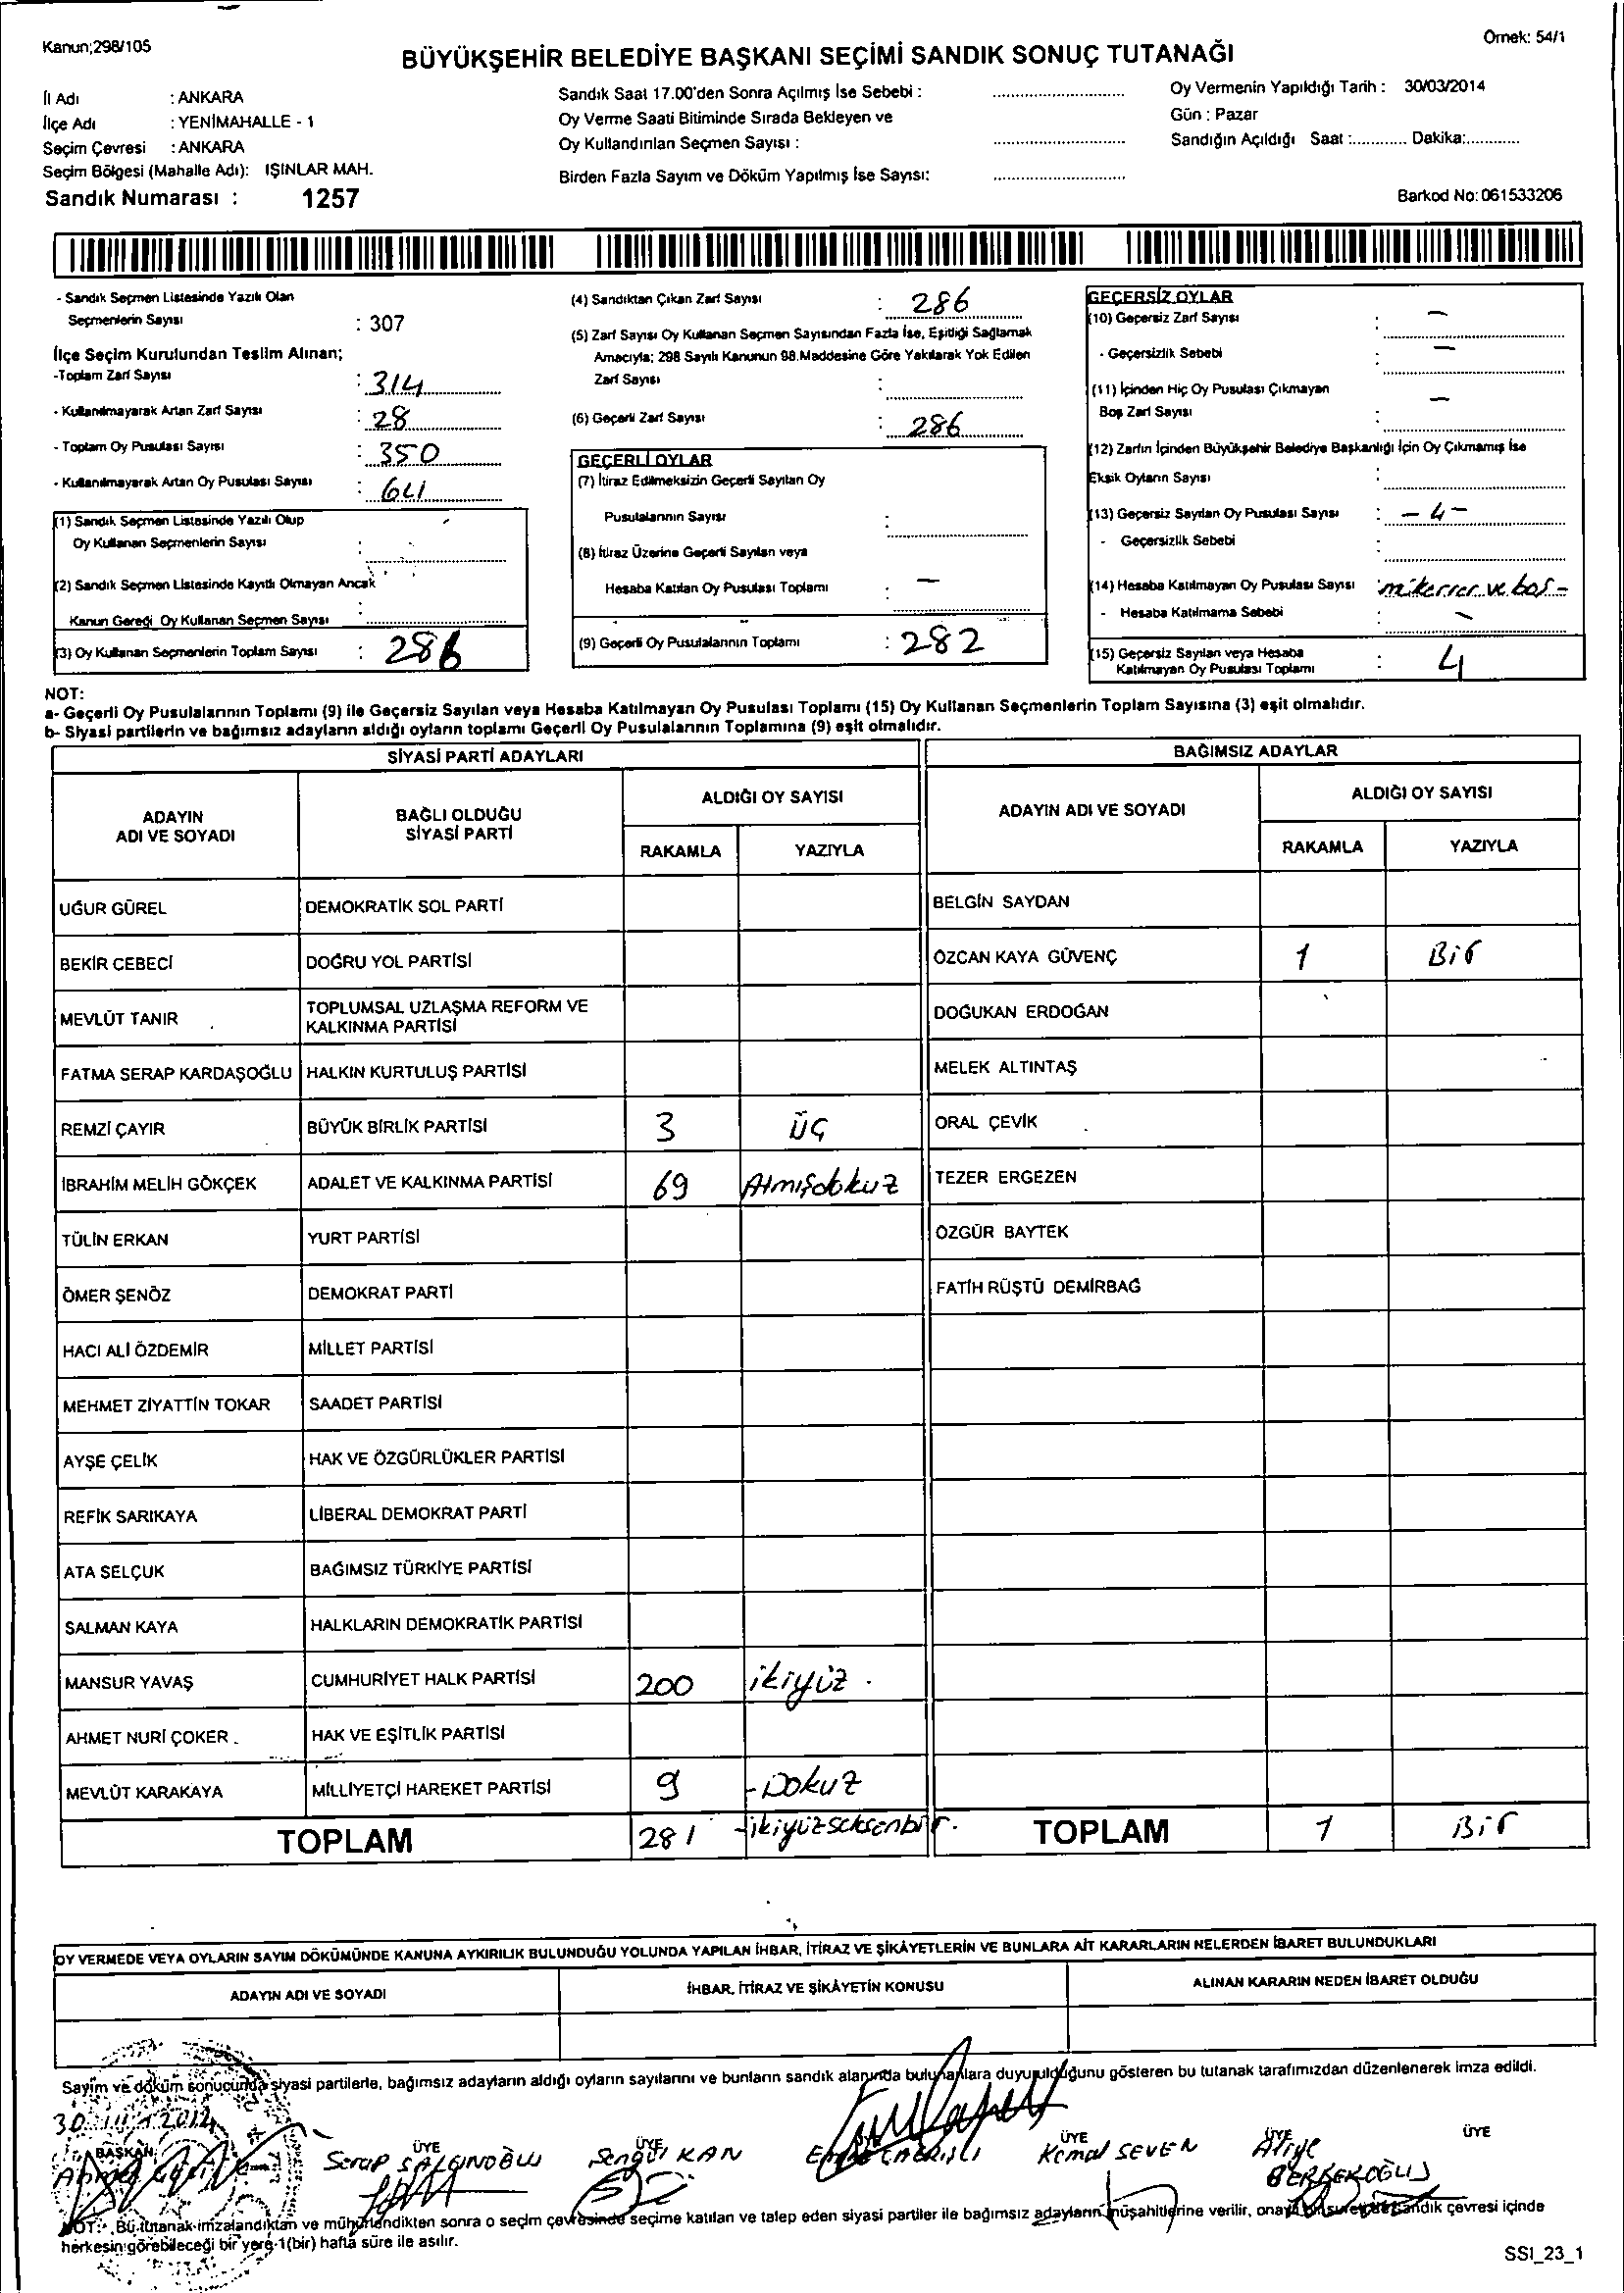 Kanun;298/105
Örnek: 54/1
BÜYÜKŞEHİR BELEDİYE BAŞKANI SEÇİMİ SANDIK SONUÇ TUTANAĞI
İl Adı : ANKARA
İlçe Adı : YENİMAHALLE - 1
Seçim Çevresi : ANKARA
Seçim Bölgesi (Mahalle Adı): IŞINLAR MAH.
Sandık Numarası : 1257
Sandık Saat 17.00'den Sonra Açılmış İse Sebebi :
Oy Verme Saati Bitiminde Sırada Bekleyen ve
Oy Kullandırılan Seçmen Sayısı :
Birden Fazla Sayım ve Döküm Yapılmış İse Sayısı:
Oy Vermenin Yapıldığı Tarih : 30/03/2014
Gün : Pazar
Sandığın Açıldığı Saat :............ Dakika:............
Barkod No: 061533206
- Sandık Seçmen Listesinde Yazılı Olan
Seçmenlerin Sayısı : 307
İlçe Seçim Kurulundan Teslim Alınan;
-Toplam Zarf Sayısı : 314
- Kullanılmayarak Artan Zarf Sayısı : 28
- Toplam Oy Pusulası Sayısı : 350
- Kullanılmayarak Artan Oy Pusulası Sayısı : 64
(1) Sandık Seçmen Listesinde Yazılı Olup
Oy Kullanan Seçmenlerin Sayısı :
(2) Sandık Seçmen Listesinde Kayıtlı Olmayan Ancak
Kanun Gereği Oy Kullanan Seçmen Sayısı :
(3) Oy Kullanan Seçmenlerin Toplam Sayısı : 286
(4) Sandıktan Çıkan Zarf Sayısı : 286
(5) Zarf Sayısı Oy Kullanan Seçmen Sayısından Fazla İse, Eşitliği Sağlamak
Amacıyla; 298 Sayılı Kanunun 98.Maddesine Göre Yakılarak Yok Edilen
Zarf Sayısı :
(6) Geçerli Zarf Sayısı : 286
GEÇERLİ OYLAR
(7) İtiraz Edilmeksizin Geçerli Sayılan Oy
Pusulalarının Sayısı :
(8) İtiraz Üzerine Geçerli Sayılan veya
Hesaba Katılan Oy Pusulası Toplamı : —
(9) Geçerli Oy Pusulalarının Toplamı : 282
GEÇERSİZ OYLAR
(10) Geçersiz Zarf Sayısı : —
- Geçersizlik Sebebi : —
(11) İçinden Hiç Oy Pusulası Çıkmayan
Boş Zarf Sayısı : —
(12) Zarfın İçinden Büyükşehir Belediye Başkanlığı İçin Oy Çıkmamış İse
Eksik Oyların Sayısı :
(13) Geçersiz Sayılan Oy Pusulası Sayısı : - 4 -
- Geçersizlik Sebebi :
(14) Hesaba Katılmayan Oy Pusulası Sayısı : mükerrer ve boş -
- Hesaba Katılmama Sebebi : -
(15) Geçersiz Sayılan veya Hesaba
Katılmayan Oy Pusulası Toplamı : 4
NOT:
a- Geçerli Oy Pusulalarının Toplamı (9) ile Geçersiz Sayılan veya Hesaba Katılmayan Oy Pusulası Toplamı (15) Oy Kullanan Seçmenlerin Toplam Sayısına (3) eşit olmalıdır.
b- Siyasi partilerin ve bağımsız adayların aldığı oyların toplamı Geçerli Oy Pusulalarının Toplamına (9) eşit olmalıdır.
SİYASİ PARTİ ADAYLARI
BAĞIMSIZ ADAYLAR
ADAYIN ADI VE SOYADI
BAĞLI OLDUĞU SİYASİ PARTİ
ALDIĞI OY SAYISI
RAKAMLA YAZIYLA
ADAYIN ADI VE SOYADI
ALDIĞI OY SAYISI
RAKAMLA YAZIYLA
UĞUR GÜREL DEMOKRATİK SOL PARTİ BELGİN SAYDAN
BEKİR CEBECİ DOĞRU YOL PARTİSİ ÖZCAN KAYA GÜVENÇ 1 Bir
MEVLÜT TANIR TOPLUMSAL UZLAŞMA REFORM VE KALKINMA PARTİSİ DOĞUKAN ERDOĞAN
FATMA SERAP KARDAŞOĞLU HALKIN KURTULUŞ PARTİSİ MELEK ALTINTAŞ
REMZİ ÇAYIR BÜYÜK BİRLİK PARTİSİ 3 ÜÇ ORAL ÇEVİK
İBRAHİM MELİH GÖKÇEK ADALET VE KALKINMA PARTİSİ 69 Atmışdokuz TEZER ERGEZEN
TÜLİN ERKAN YURT PARTİSİ ÖZGÜR BAYTEK
ÖMER ŞENÖZ DEMOKRAT PARTİ FATİH RÜŞTÜ DEMİRBAĞ
HACI ALİ ÖZDEMİR MİLLET PARTİSİ
MEHMET ZİYATTİN TOKAR SAADET PARTİSİ
AYŞE ÇELİK HAK VE ÖZGÜRLÜKLER PARTİSİ
REFİK SARIKAYA LİBERAL DEMOKRAT PARTİ
ATA SELÇUK BAĞIMSIZ TÜRKİYE PARTİSİ
SALMAN KAYA HALKLARIN DEMOKRATİK PARTİSİ
MANSUR YAVAŞ CUMHURİYET HALK PARTİSİ 200 ikiyüz
AHMET NURİ ÇOKER HAK VE EŞİTLİK PARTİSİ
MEVLÜT KARAKAYA MİLLİYETÇİ HAREKET PARTİSİ 9 - Dokuz
TOPLAM 281 - ikiyüzseksenbir. TOPLAM 1 Bir
OY VERMEDE VEYA OYLARIN SAYIM DÖKÜMÜNDE KANUNA AYKIRILIK BULUNDUĞU YOLUNDA YAPILAN İHBAR, İTİRAZ VE ŞİKÂYETLERİN VE BUNLARA AİT KARARLARIN NELERDEN İBARET BULUNDUKLARI
ADAYIN ADI VE SOYADI İHBAR, İTİRAZ VE ŞİKÂYETİN KONUSU ALINAN KARARIN NEDEN İBARET OLDUĞU
Sayım ve döküm sonucunda siyasi partilerle, bağımsız adayların aldığı oyların sayılarını ve bunların sandık alanında bulunanlara duyurulduğunu gösteren bu tutanak tarafımızdan düzenlenerek imza edildi.
30 2014
BAŞKAN ÜYE ÜYE ÜYE ÜYE ÜYE
Serap Şengül KAN Kemal SEVEN Atiye
NOT: Bu tutanak imzalandıktan ve mühürlendikten sonra o seçim çevresinde seçime katılan ve talep eden siyasi partiler ile bağımsız adayların müşahitlerine verilir, onaylı bir sureti de sandık çevresi içinde
herkesin görebileceği bir yere 1(bir) hafta süre ile asılır.
SSI_23_1